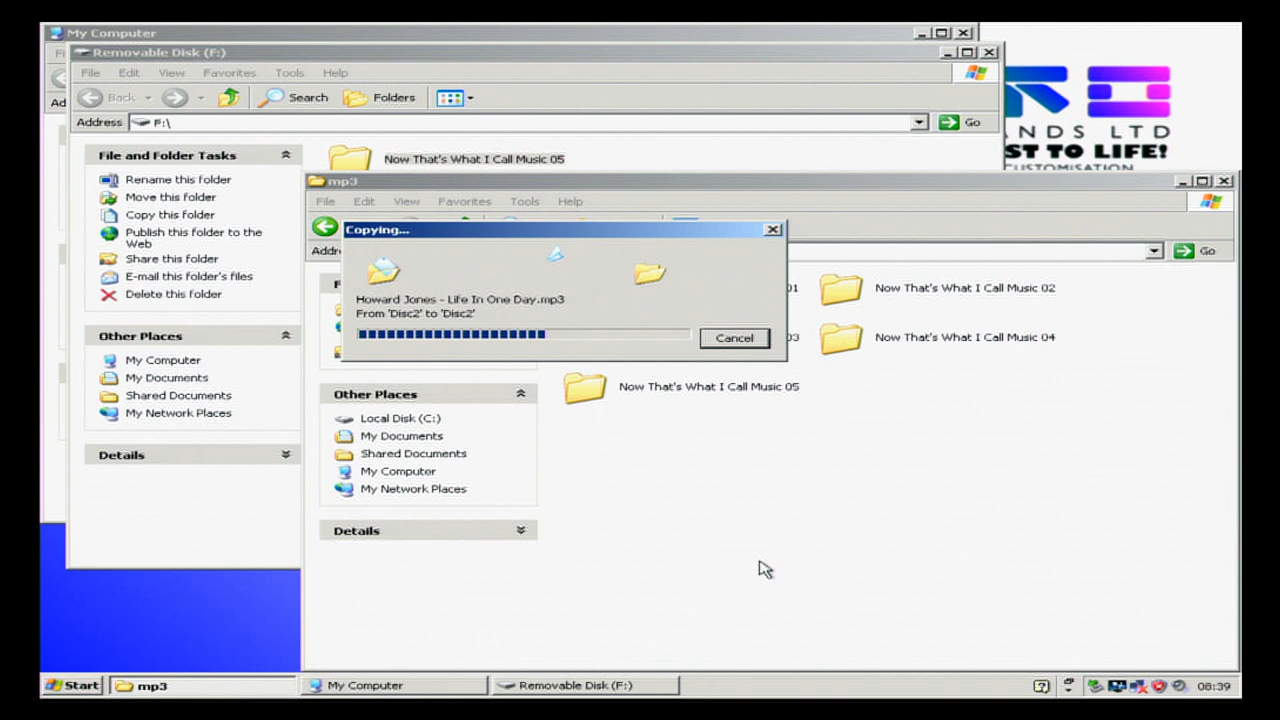 My Computer
Removable Disk (F:)
File Edit View Favorites Tools Help
Back Search Folders
Address F:\ Go
NDS LTD
ST TO LIFE!
CUSTOMISATION
File and Folder Tasks
Rename this folder
Move this folder
Copy this folder
Publish this folder to the
Web
Share this folder
E-mail this folder's files
Delete this folder
Other Places
My Computer
My Documents
Shared Documents
My Network Places
Details
Now That's What I Call Music 05
mp3
File Edit View Favorites Tools Help
Addr Go
Copying...
Howard Jones - Life In One Day.mp3
From 'Disc2' to 'Disc2'
Cancel
01 Now That's What I Call Music 02
03 Now That's What I Call Music 04
Now That's What I Call Music 05
Other Places
Local Disk (C:)
My Documents
Shared Documents
My Computer
My Network Places
Details
Start mp3 My Computer Removable Disk (F:) 08:39